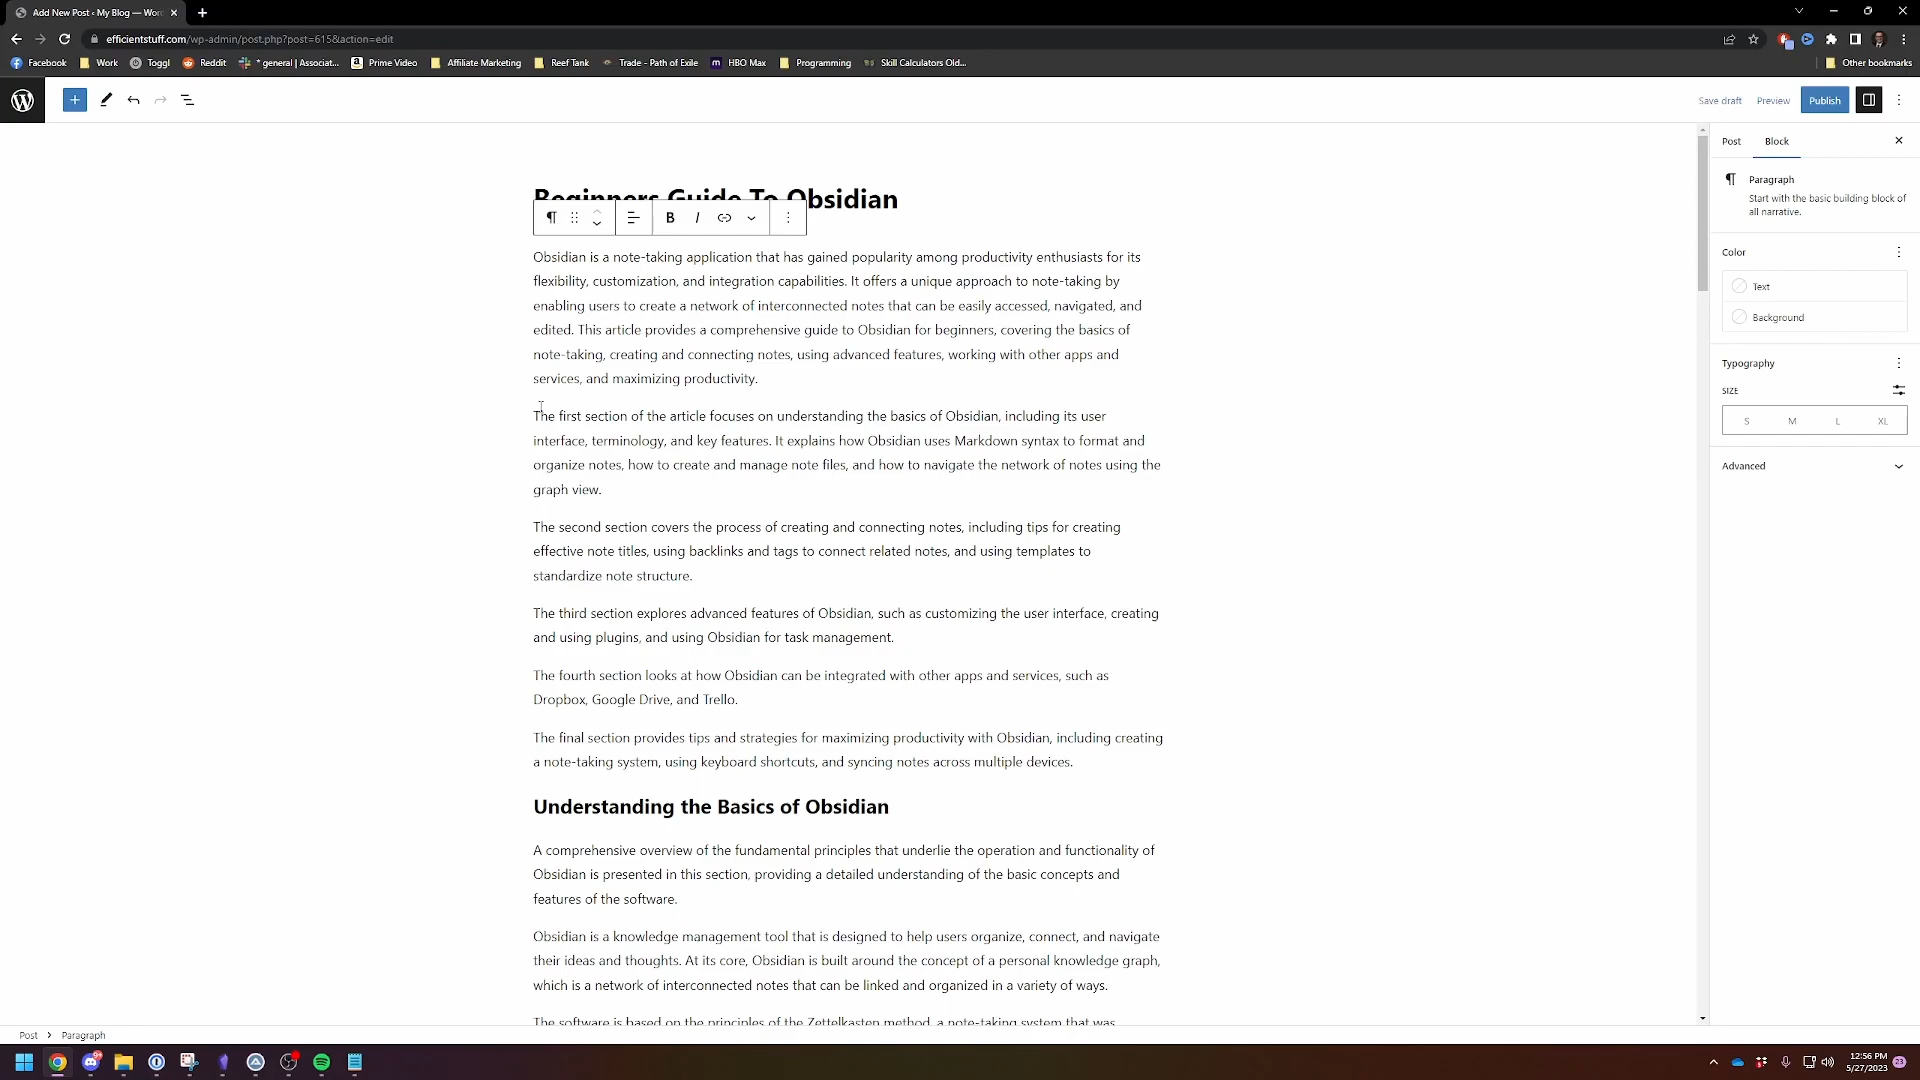 Add New Post ‹ My Blog — Wor
efficientstuff.com/wp-admin/post.php?post=615&action=edit
Facebook
Work
Toggl
Reddit
* general | Associat...
Prime Video
Affiliate Marketing
Reef Tank
Trade - Path of Exile
HBO Max
Programming
Skill Calculators Old...
Other bookmarks
Save draft
Preview
Publish
Post
Block
Beginners Guide To Obsidian
B
I
Obsidian is a note-taking application that has gained popularity among productivity enthusiasts for its
flexibility, customization, and integration capabilities. It offers a unique approach to note-taking by
enabling users to create a network of interconnected notes that can be easily accessed, navigated, and
edited. This article provides a comprehensive guide to Obsidian for beginners, covering the basics of
note-taking, creating and connecting notes, using advanced features, working with other apps and
services, and maximizing productivity.
The first section of the article focuses on understanding the basics of Obsidian, including its user
interface, terminology, and key features. It explains how Obsidian uses Markdown syntax to format and
organize notes, how to create and manage note files, and how to navigate the network of notes using the
graph view.
The second section covers the process of creating and connecting notes, including tips for creating
effective note titles, using backlinks and tags to connect related notes, and using templates to
standardize note structure.
The third section explores advanced features of Obsidian, such as customizing the user interface, creating
and using plugins, and using Obsidian for task management.
The fourth section looks at how Obsidian can be integrated with other apps and services, such as
Dropbox, Google Drive, and Trello.
The final section provides tips and strategies for maximizing productivity with Obsidian, including creating
a note-taking system, using keyboard shortcuts, and syncing notes across multiple devices.
Understanding the Basics of Obsidian
A comprehensive overview of the fundamental principles that underlie the operation and functionality of
Obsidian is presented in this section, providing a detailed understanding of the basic concepts and
features of the software.
Obsidian is a knowledge management tool that is designed to help users organize, connect, and navigate
their ideas and thoughts. At its core, Obsidian is built around the concept of a personal knowledge graph,
which is a network of interconnected notes that can be linked and organized in a variety of ways.
The software is based on the principles of the Zettelkasten method, a note-taking system that was
Paragraph
Start with the basic building block of
all narrative.
Color
Text
Background
Typography
SIZE
S
M
L
XL
Advanced
Post
Paragraph
12:56 PM
5/27/2023
23